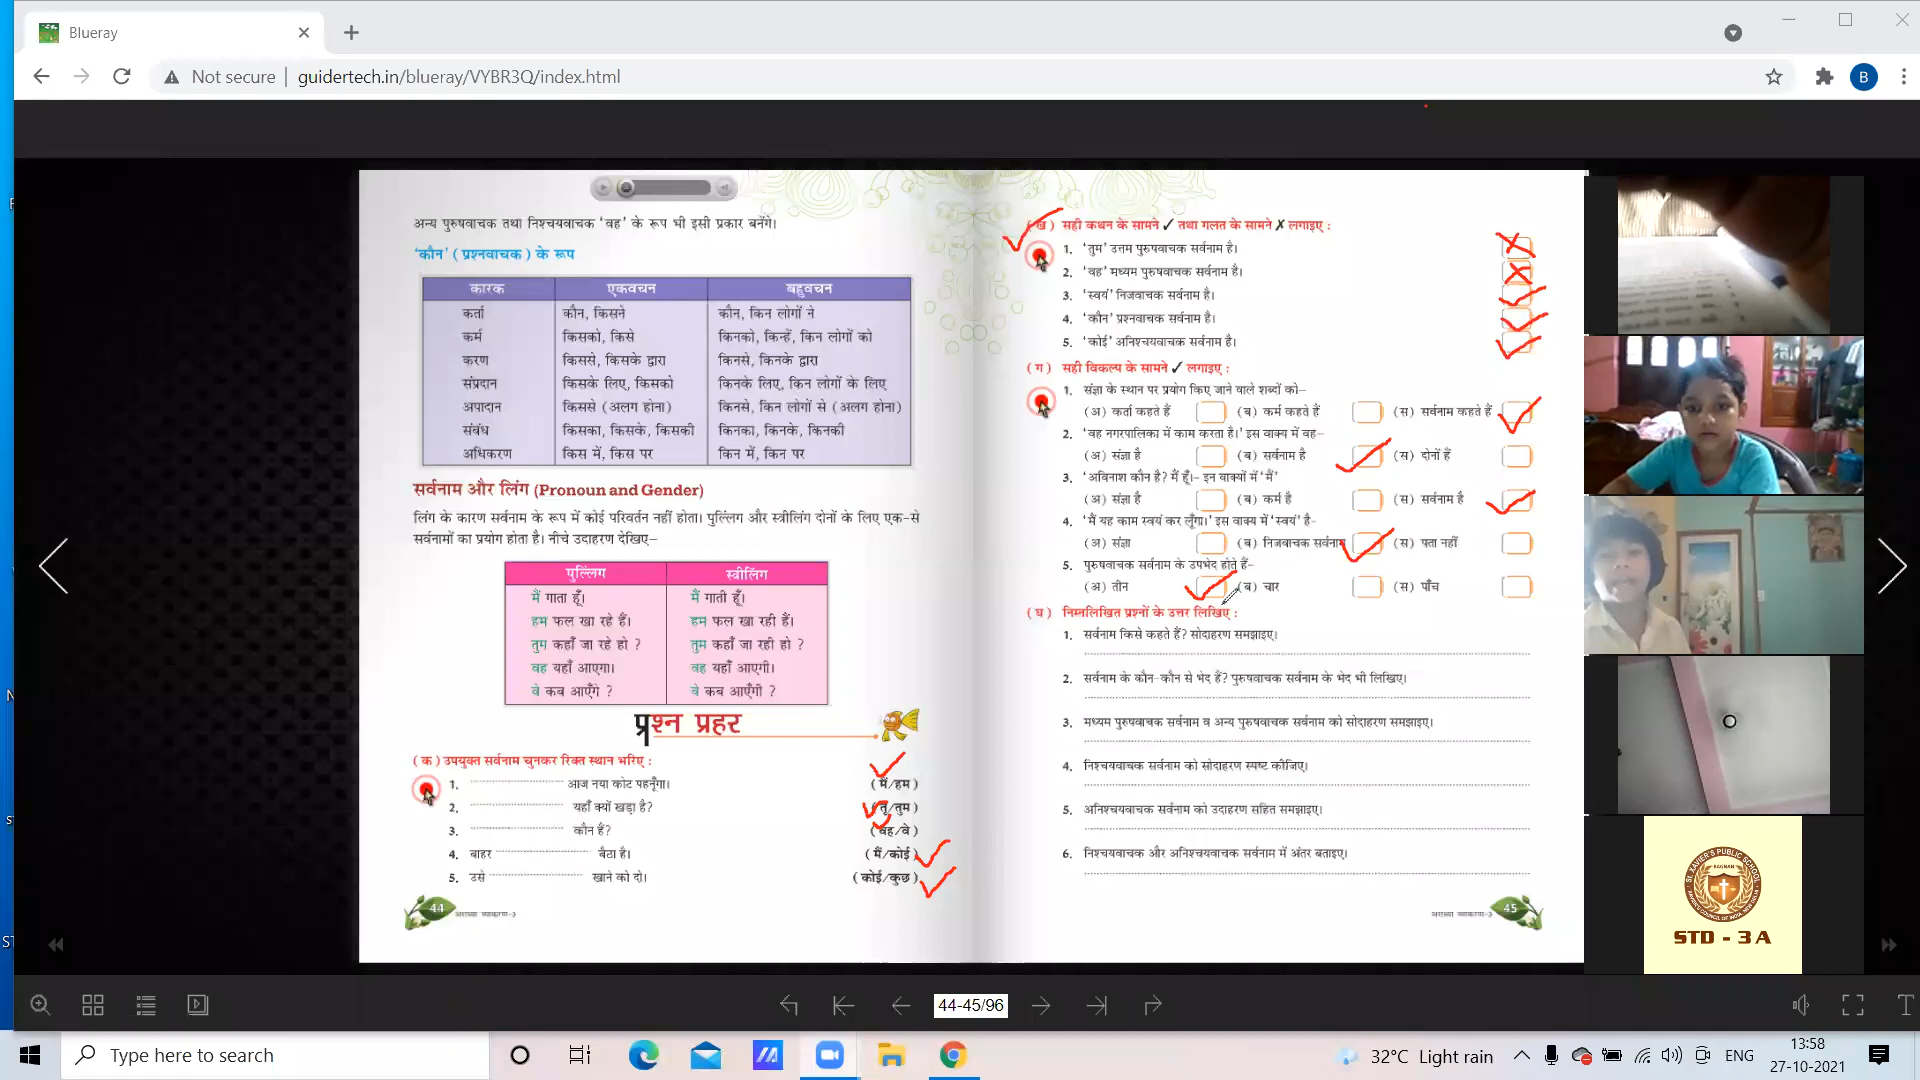 Blueray
Not secure
guidertech.in/blueray/VYBR3Q/index.html
B
अन्य पुरुषवाचक तथा निश्चयवाचक 'वह' के रूप भी इसी प्रकार बनेंगे।
'कौन' (प्रश्नवाचक) के रूप
कारक एकवचन बहुवचन
कर्ता कौन, किसने कौन, किन लोगों ने
कर्म किसको, किसे किनको, किन्हें, किन लोगों को
करण किससे, किसके द्वारा किनसे, किनके द्वारा
संप्रदान किसके लिए, किसको किनके लिए, किन लोगों के लिए
अपादान किससे (अलग होना) किनसे, किन लोगों से (अलग होना)
संबंध किसका, किसके, किसकी किनका, किनके, किनकी
अधिकरण किस में, किस पर किन में, किन पर
सर्वनाम और लिंग (Pronoun and Gender)
लिंग के कारण सर्वनाम के रूप में कोई परिवर्तन नहीं होता। पुल्लिंग और स्त्रीलिंग दोनों के लिए एक-से
सर्वनामों का प्रयोग होता है। नीचे उदाहरण देखिए–
पुल्लिंग स्त्रीलिंग
मैं गाता हूँ। मैं गाती हूँ।
हम फल खा रहे हैं। हम फल खा रही हैं।
तुम कहाँ जा रहे हो ? तुम कहाँ जा रही हो ?
वह यहाँ आएगा। वह यहाँ आएगी।
वे कब आएँगे ? वे कब आएँगी ?
प्रश्न प्रहर
(क) उपयुक्त सर्वनाम चुनकर रिक्त स्थान भरिए :
1. आज नया कोट पहनूँगा। (मैं/हम)
2. यहाँ क्यों खड़ा है? (तू/तुम)
3. कौन हैं? (वह/वे)
4. बाहर बैठा है। (मैं/कोई)
5. उसे खाने को दो। (कोई/कुछ)
44
(ख) सही कथन के सामने ✓ तथा गलत के सामने ✗ लगाइए :
1. 'तुम' उत्तम पुरुषवाचक सर्वनाम है।
2. 'वह' मध्यम पुरुषवाचक सर्वनाम है।
3. 'स्वयं' निजवाचक सर्वनाम है।
4. 'कौन' प्रश्नवाचक सर्वनाम है।
5. 'कोई' अनिश्चयवाचक सर्वनाम है।
(ग) सही विकल्प के सामने ✓ लगाइए :
1. संज्ञा के स्थान पर प्रयोग किए जाने वाले शब्दों को–
(अ) कर्ता कहते हैं (ब) कर्म कहते हैं (स) सर्वनाम कहते हैं
2. 'वह नगरपालिका में काम करता है।' इस वाक्य में वह–
(अ) संज्ञा है (ब) सर्वनाम है (स) दोनों हैं
3. 'अविनाश कौन है? मैं हूँ।– इन वाक्यों में 'मैं'
(अ) संज्ञा है (ब) कर्म है (स) सर्वनाम है
4. 'मैं यह काम स्वयं कर लूँगा।' इस वाक्य में 'स्वयं' है–
(अ) संज्ञा (ब) निजवाचक सर्वनाम (स) पता नहीं
5. पुरुषवाचक सर्वनाम के उपभेद होते हैं–
(अ) तीन (ब) चार (स) पाँच
(घ) निम्नलिखित प्रश्नों के उत्तर लिखिए :
1. सर्वनाम किसे कहते हैं? सोदाहरण समझाइए।
2. सर्वनाम के कौन-कौन से भेद हैं? पुरुषवाचक सर्वनाम के भेद भी लिखिए।
3. मध्यम पुरुषवाचक सर्वनाम व अन्य पुरुषवाचक सर्वनाम को सोदाहरण समझाइए।
4. निश्चयवाचक सर्वनाम को सोदाहरण स्पष्ट कीजिए।
5. अनिश्चयवाचक सर्वनाम को उदाहरण सहित समझाइए।
6. निश्चयवाचक और अनिश्चयवाचक सर्वनाम में अंतर बताइए।
45
ST. XAVIER'S PUBLIC SCHOOL
STD - 3 A
44-45/96
Type here to search
32°C Light rain
ENG
13:58
27-10-2021